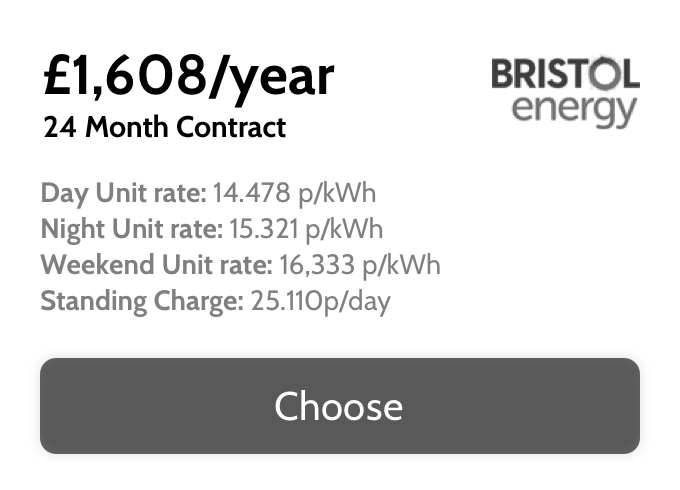 £1,608/year
24 Month Contract
BRISTOL
energy
Day Unit rate: 14.478 p/kWh
Night Unit rate: 15.321 p/kWh
Weekend Unit rate: 16,333 p/kWh
Standing Charge: 25.110p/day
Choose